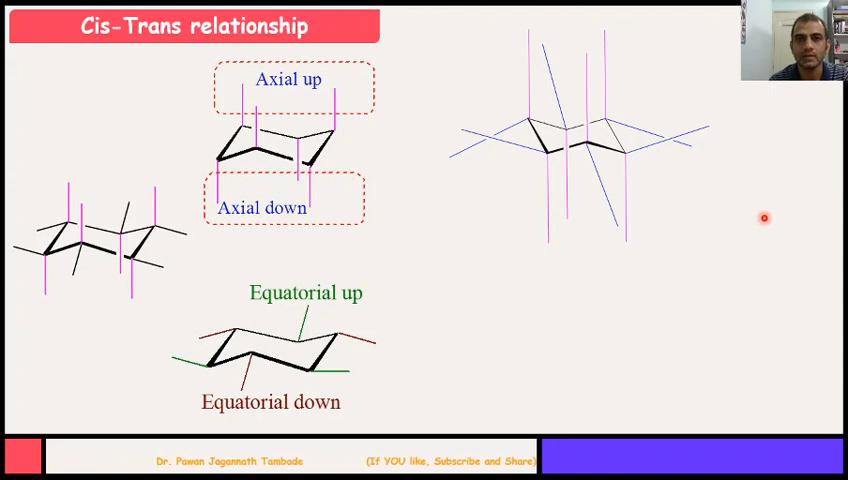 Cis-Trans relationship
Axial up
Axial down
Equatorial up
Equatorial down
Dr. Pawan Jagannath Tambade (If YOU like, Subscribe and Share)